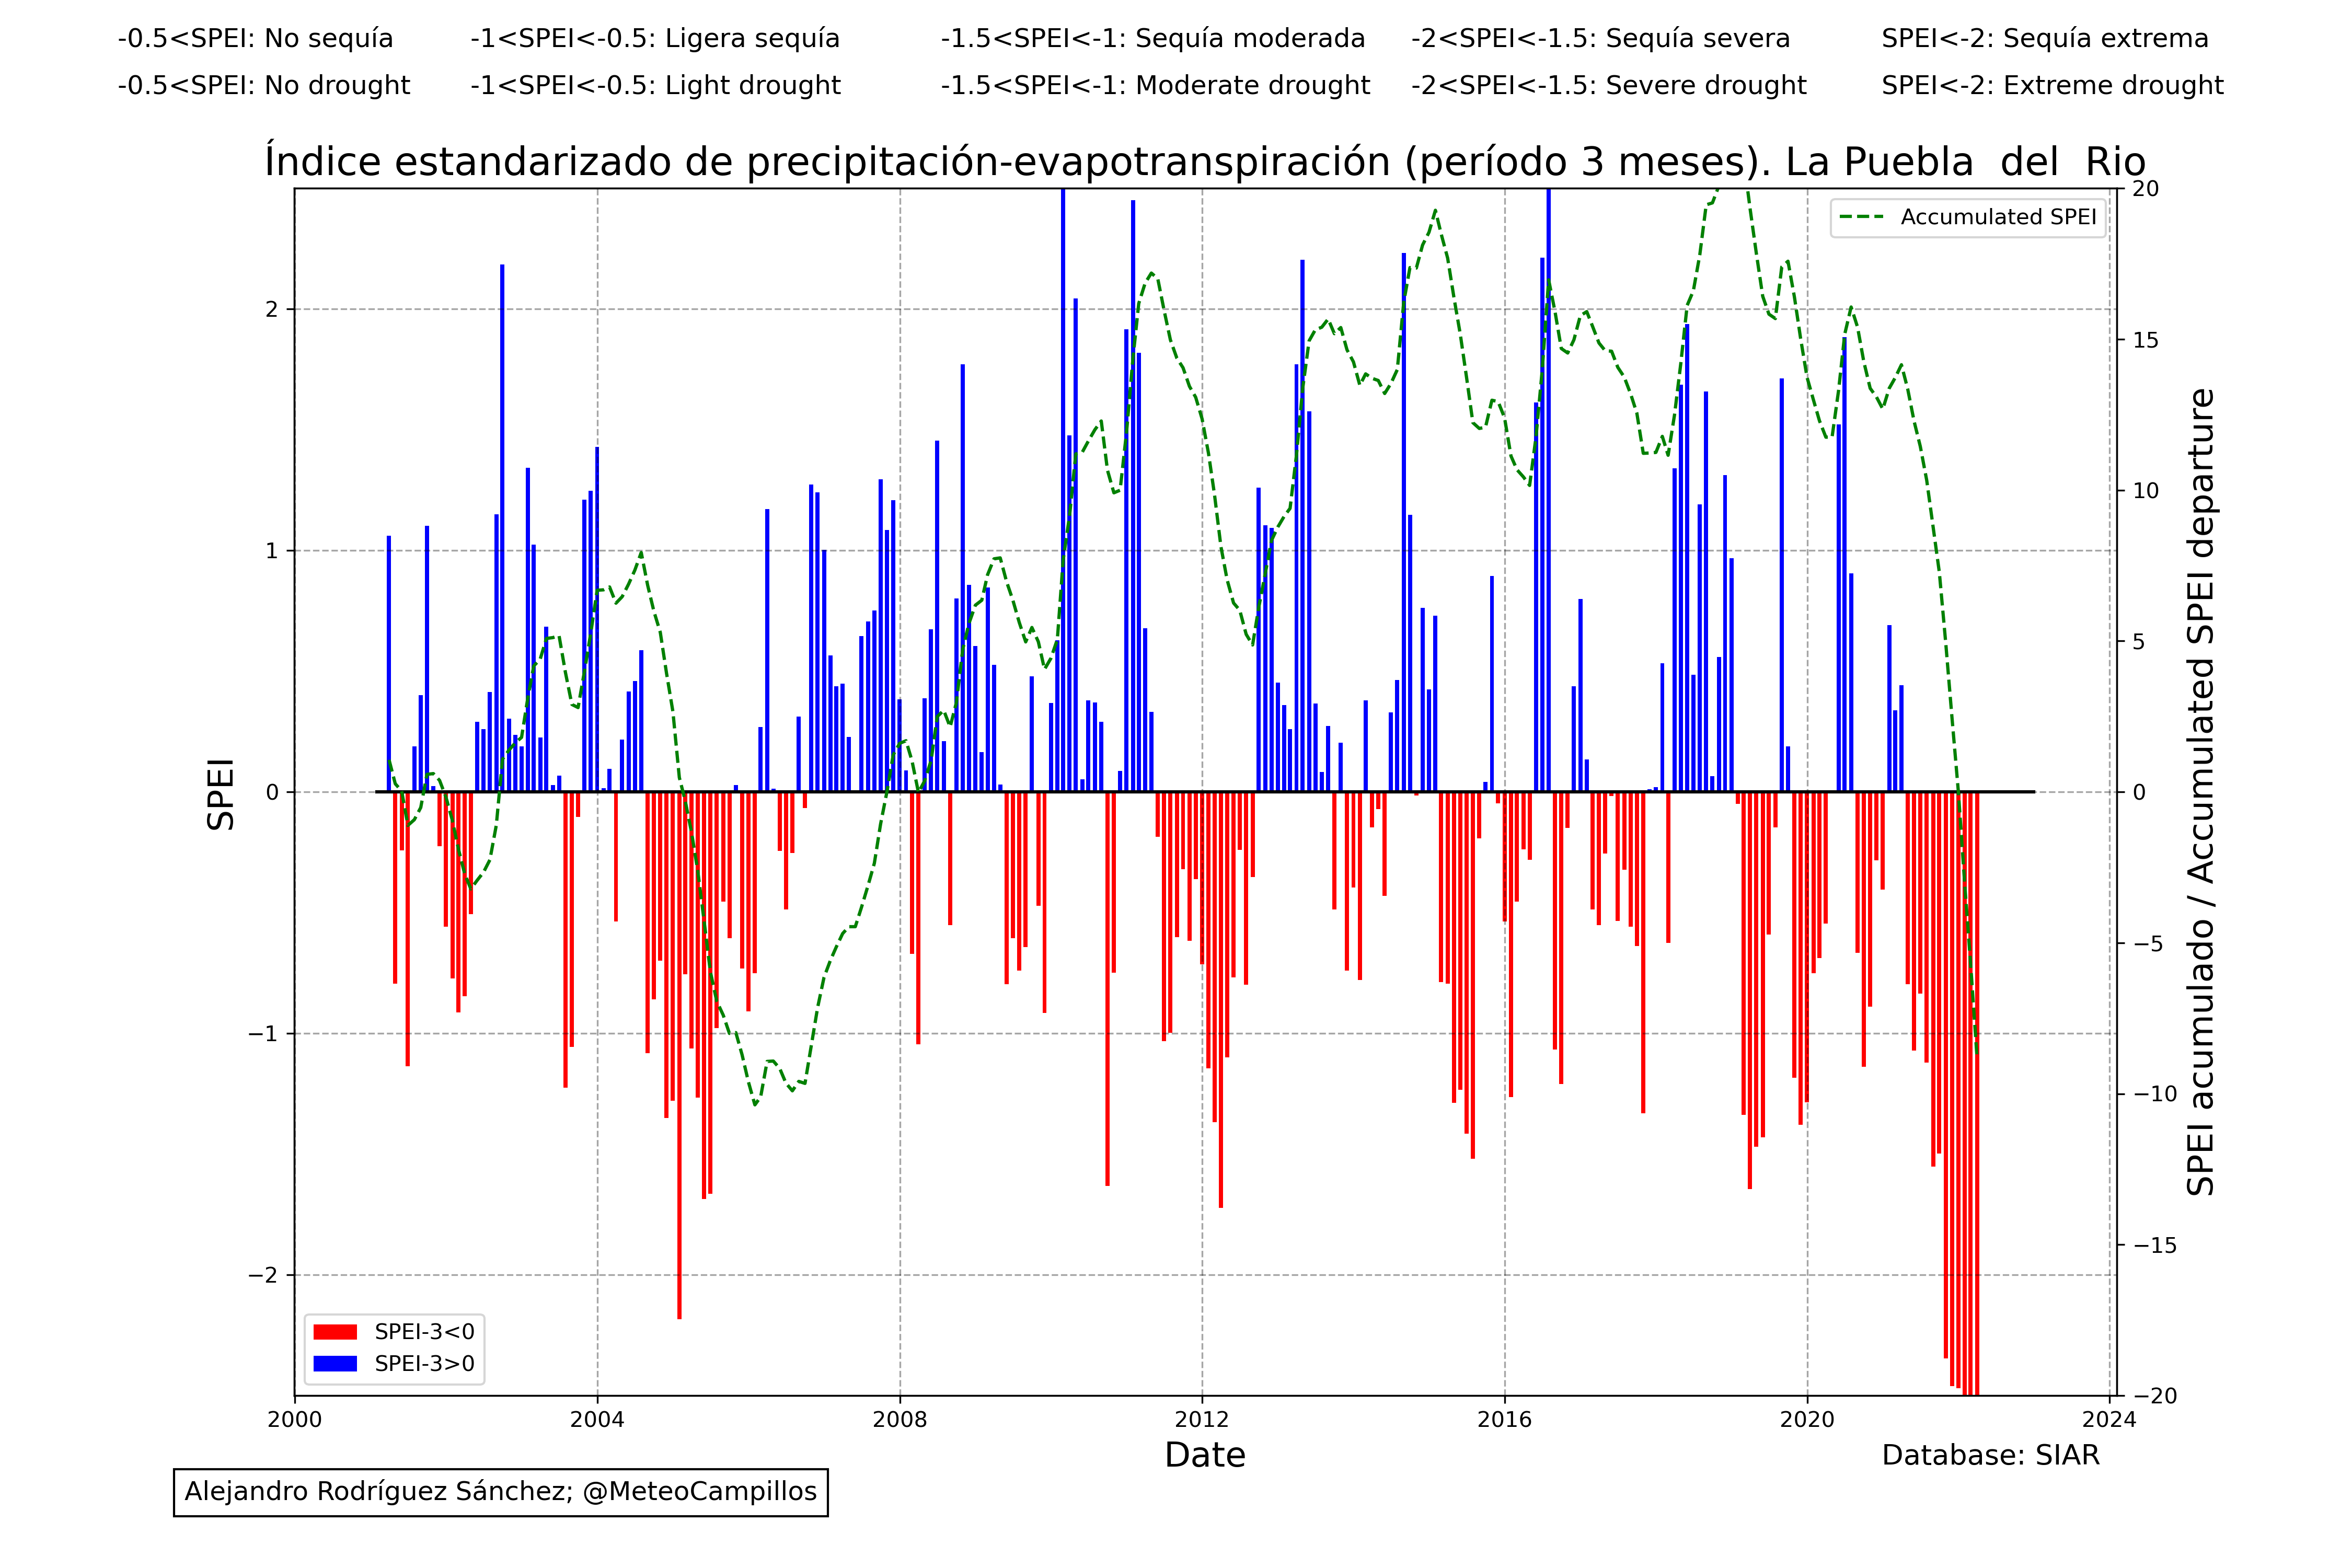 -0.5<SPEI: No sequía -1<SPEI<-0.5: Ligera sequía -1.5<SPEI<-1: Sequía moderada -2<SPEI<-1.5: Sequía severa SPEI<-2: Sequía extrema
-0.5<SPEI: No drought -1<SPEI<-0.5: Light drought -1.5<SPEI<-1: Moderate drought -2<SPEI<-1.5: Severe drought SPEI<-2: Extreme drought
Índice estandarizado de precipitación-evapotranspiración (período 3 meses). La Puebla  del  Rio
Accumulated SPEI
SPEI
2
1
0
−1
−2
20
15
10
5
0
−5
−10
−15
−20
SPEI acumulado / Accumulated SPEI departure
SPEI-3<0
SPEI-3>0
2000 2004 2008 2012 2016 2020 2024
Date
Database: SIAR
Alejandro Rodríguez Sánchez; @MeteoCampillos